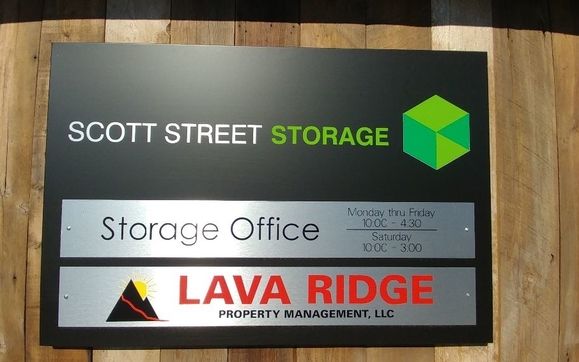 SCOTT STREET STORAGE
Storage Office
Monday thru Friday
10:00 - 4:30
Saturday
10:00 - 3:00
LAVA RIDGE
PROPERTY MANAGEMENT, LLC